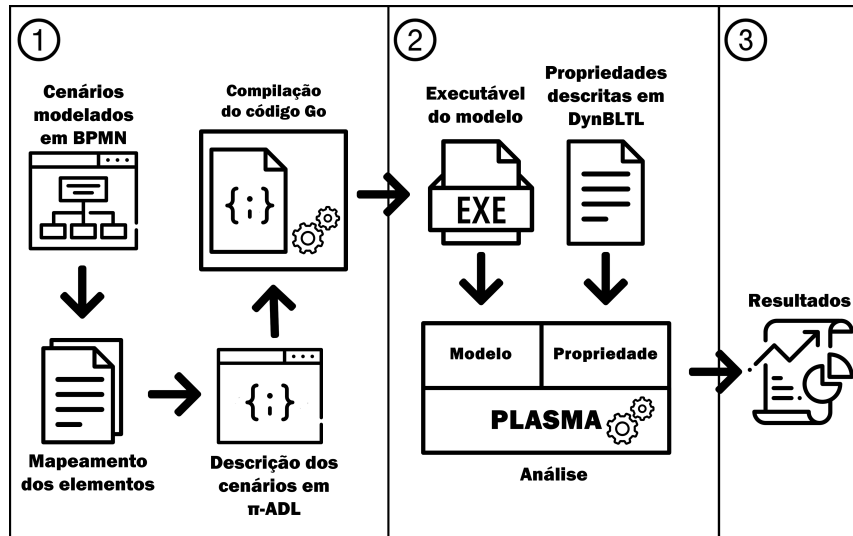 1
Cenários
modelados
em BPMN
Compilação
do código Go
{;}
Mapeamento
dos elementos
{;}
Descrição dos
cenários em
π-ADL
2
Executável
do modelo
EXE
Propriedades
descritas em
DynBLTL
Modelo
Propriedade
PLASMA
Análise
3
Resultados